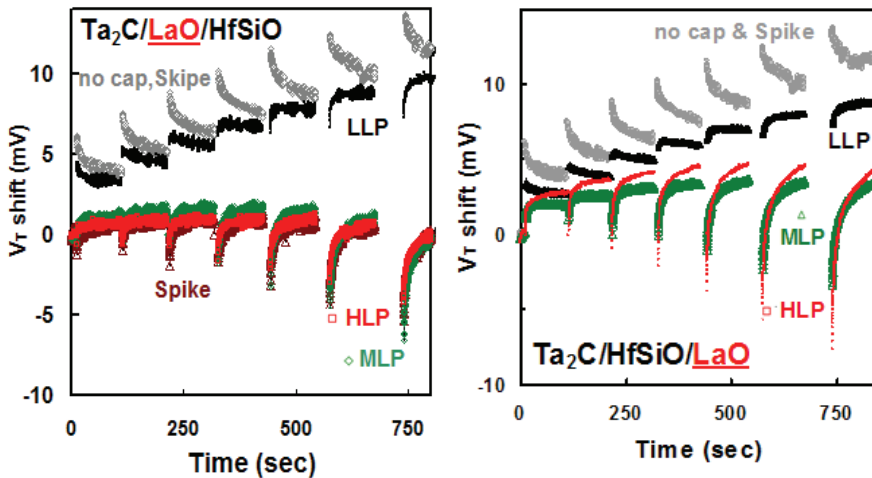 Ta₂C/LaO/HfSiO
no cap,Skipe
LLP
Spike
HLP
MLP
V_T shift (mV)
10
5
0
-5
-10
0
250
500
750
Time (sec)
no cap & Spike
LLP
MLP
HLP
Ta₂C/HfSiO/LaO
V_T shift (mV)
10
0
-10
0
250
500
750
Time (sec)